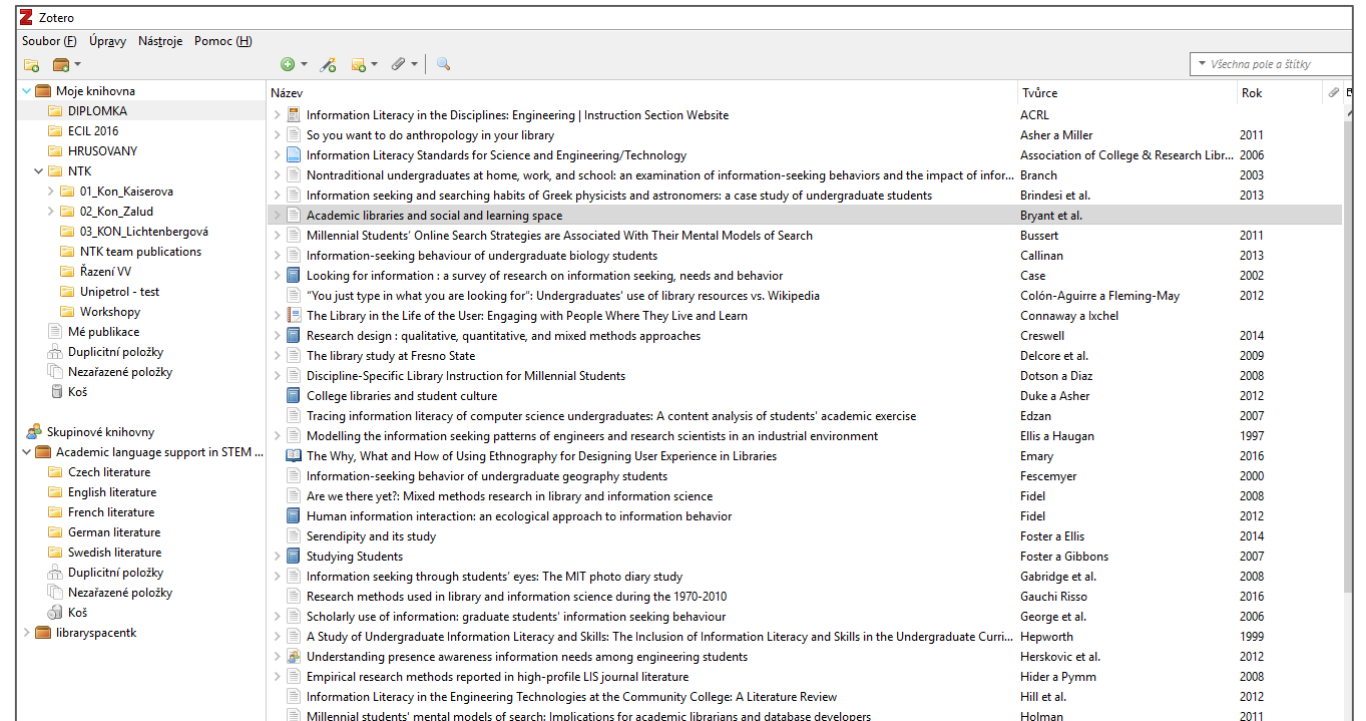 Zotero
Soubor (F) Úpravy Nástroje Pomoc (H)
Všechna pole a štítky
Moje knihovna
DIPLOMKA
ECIL 2016
HRUSOVANY
NTK
01_Kon_Kaiserova
02_Kon_Zalud
03_KON_Lichtenbergová
NTK team publications
Řazení VV
Unipetrol - test
Workshopy
Mé publikace
Duplicitní položky
Nezařazené položky
Koš
Skupinové knihovny
Academic language support in STEM ...
Czech literature
English literature
French literature
German literature
Swedish literature
Duplicitní položky
Nezařazené položky
Koš
libraryspacentk
Název Tvůrce Rok
Information Literacy in the Disciplines: Engineering | Instruction Section Website ACRL
So you want to do anthropology in your library Asher a Miller 2011
Information Literacy Standards for Science and Engineering/Technology Association of College & Research Libr... 2006
Nontraditional undergraduates at home, work, and school: an examination of information-seeking behaviors and the impact of infor... Branch 2003
Information seeking and searching habits of Greek physicists and astronomers: a case study of undergraduate students Brindesi et al. 2013
Academic libraries and social and learning space Bryant et al.
Millennial Students' Online Search Strategies are Associated With Their Mental Models of Search Bussert 2011
Information-seeking behaviour of undergraduate biology students Callinan 2013
Looking for information : a survey of research on information seeking, needs and behavior Case 2002
"You just type in what you are looking for": Undergraduates' use of library resources vs. Wikipedia Colón-Aguirre a Fleming-May 2012
The Library in the Life of the User: Engaging with People Where They Live and Learn Connaway a Ixchel
Research design : qualitative, quantitative, and mixed methods approaches Creswell 2014
The library study at Fresno State Delcore et al. 2009
Discipline-Specific Library Instruction for Millennial Students Dotson a Diaz 2008
College libraries and student culture Duke a Asher 2012
Tracing information literacy of computer science undergraduates: A content analysis of students' academic exercise Edzan 2007
Modelling the information seeking patterns of engineers and research scientists in an industrial environment Ellis a Haugan 1997
The Why, What and How of Using Ethnography for Designing User Experience in Libraries Emary 2016
Information-seeking behavior of undergraduate geography students Fescemyer 2000
Are we there yet?: Mixed methods research in library and information science Fidel 2008
Human information interaction: an ecological approach to information behavior Fidel 2012
Serendipity and its study Foster a Ellis 2014
Studying Students Foster a Gibbons 2007
Information seeking through students' eyes: The MIT photo diary study Gabridge et al. 2008
Research methods used in library and information science during the 1970-2010 Gauchi Risso 2016
Scholarly use of information: graduate students' information seeking behaviour George et al. 2006
A Study of Undergraduate Information Literacy and Skills: The Inclusion of Information Literacy and Skills in the Undergraduate Curri... Hepworth 1999
Understanding presence awareness information needs among engineering students Herskovic et al. 2012
Empirical research methods reported in high-profile LIS journal literature Hider a Pymm 2008
Information Literacy in the Engineering Technologies at the Community College: A Literature Review Hill et al. 2012
Millennial students' mental models of search: Implications for academic librarians and database developers Holman 2011